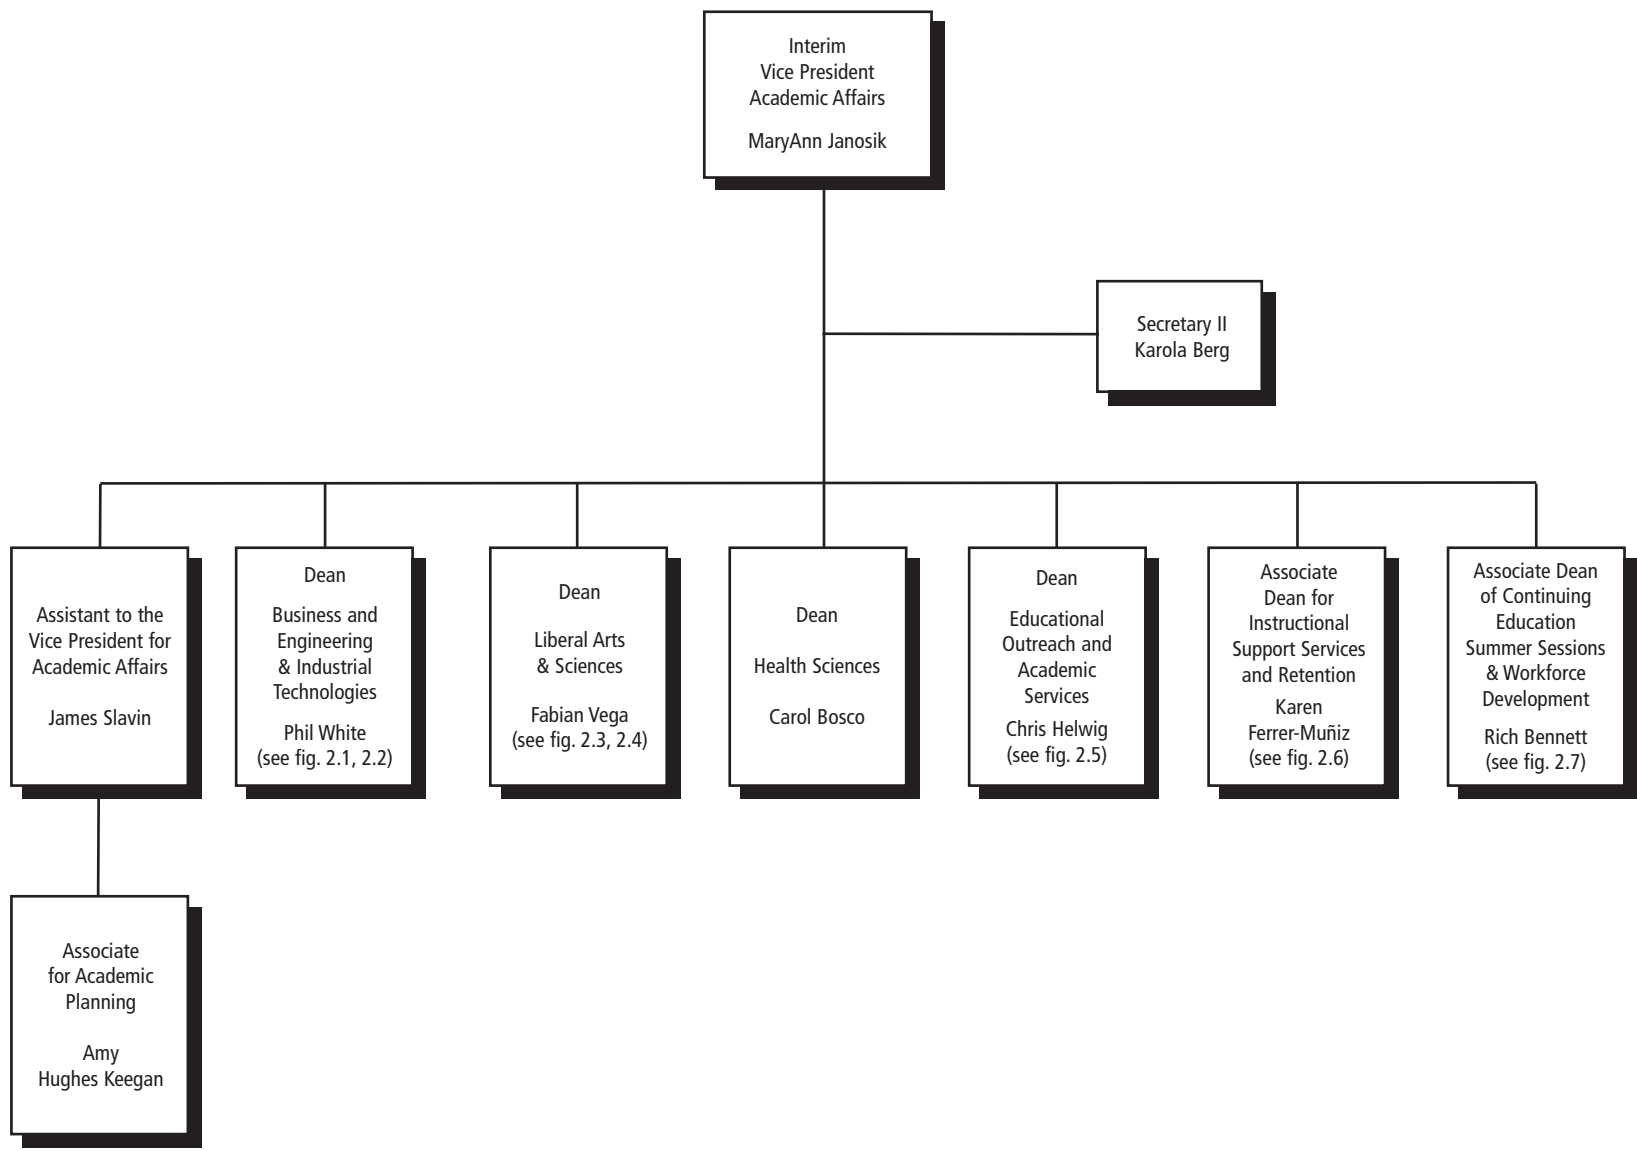 Interim
Vice President
Academic Affairs
MaryAnn Janosik
Secretary II
Karola Berg
Assistant to the
Vice President for
Academic Affairs
James Slavin
Dean
Business and
Engineering
& Industrial
Technologies
Phil White
(see fig. 2.1, 2.2)
Dean
Liberal Arts
& Sciences
Fabian Vega
(see fig. 2.3, 2.4)
Dean
Health Sciences
Carol Bosco
Dean
Educational
Outreach and
Academic
Services
Chris Helwig
(see fig. 2.5)
Associate
Dean for
Instructional
Support Services
and Retention
Karen
Ferrer-Muñiz
(see fig. 2.6)
Associate Dean
of Continuing
Education
Summer Sessions
& Workforce
Development
Rich Bennett
(see fig. 2.7)
Associate
for Academic
Planning
Amy
Hughes Keegan